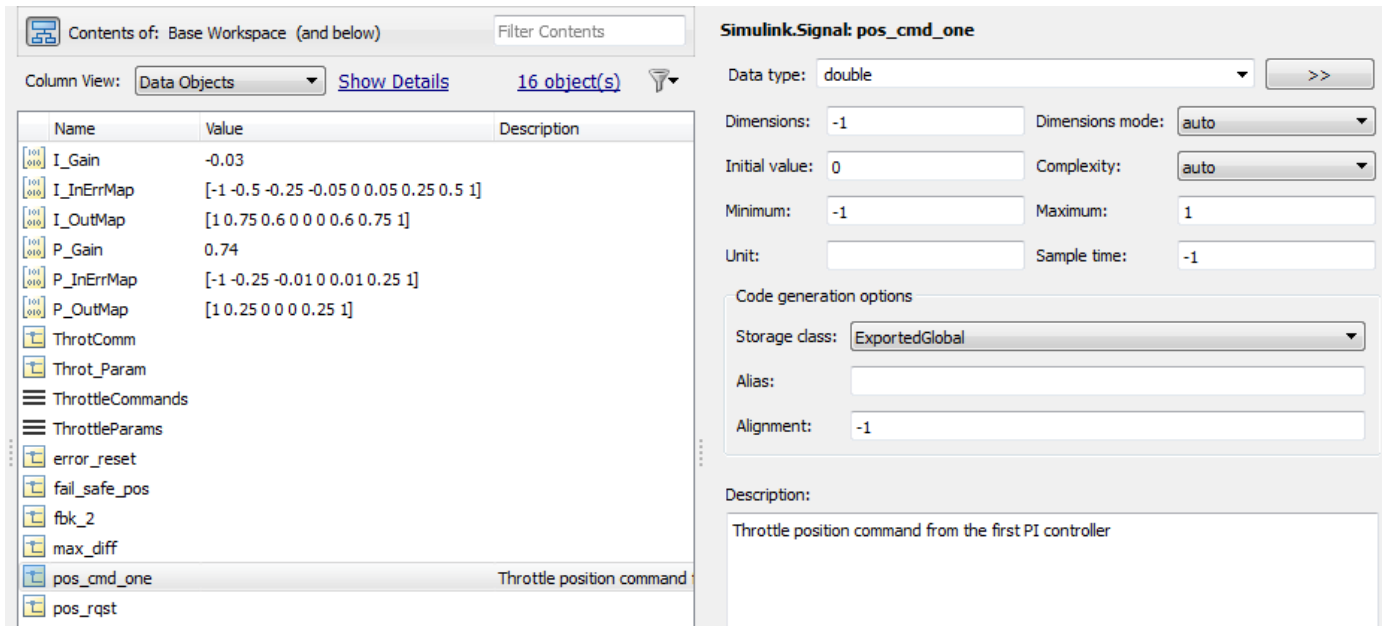 Contents of: Base Workspace (and below) Filter Contents
Column View: Data Objects Show Details 16 object(s)
Name Value Description
I_Gain -0.03
I_InErrMap [-1 -0.5 -0.25 -0.05 0 0.05 0.25 0.5 1]
I_OutMap [1 0.75 0.6 0 0 0 0.6 0.75 1]
P_Gain 0.74
P_InErrMap [-1 -0.25 -0.01 0 0.01 0.25 1]
P_OutMap [1 0.25 0 0 0 0.25 1]
ThrotComm
Throt_Param
ThrottleCommands
ThrottleParams
error_reset
fail_safe_pos
fbk_2
max_diff
pos_cmd_one Throttle position command
pos_rqst
Simulink.Signal: pos_cmd_one
Data type: double >>
Dimensions: -1 Dimensions mode: auto
Initial value: 0 Complexity: auto
Minimum: -1 Maximum: 1
Unit: Sample time: -1
Code generation options
Storage class: ExportedGlobal
Alias:
Alignment: -1
Description:
Throttle position command from the first PI controller